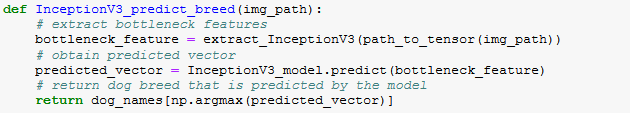 def InceptionV3_predict_breed(img_path):
    # extract bottleneck features
    bottleneck_feature = extract_InceptionV3(path_to_tensor(img_path))
    # obtain predicted vector
    predicted_vector = InceptionV3_model.predict(bottleneck_feature)
    # return dog breed that is predicted by the model
    return dog_names[np.argmax(predicted_vector)]